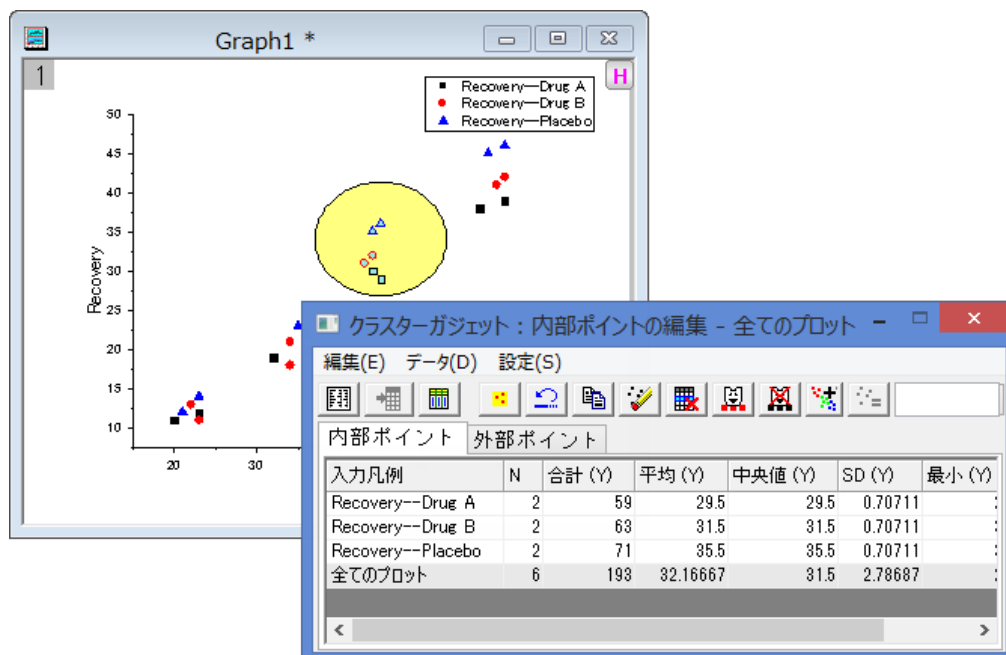 Graph1 *
1
H
Recovery--Drug A
Recovery--Drug B
Recovery--Placebo
50
45
40
35
30
25
20
15
10
Recovery
20
30
クラスターガジェット：内部ポイントの編集 - 全てのプロット
編集(E) データ(D) 設定(S)
内部ポイント 外部ポイント
入力凡例 N 合計 (Y) 平均 (Y) 中央値 (Y) SD (Y) 最小 (Y)
Recovery--Drug A 2 59 29.5 29.5 0.70711
Recovery--Drug B 2 63 31.5 31.5 0.70711
Recovery--Placebo 2 71 35.5 35.5 0.70711
全てのプロット 6 193 32.16667 31.5 2.78687